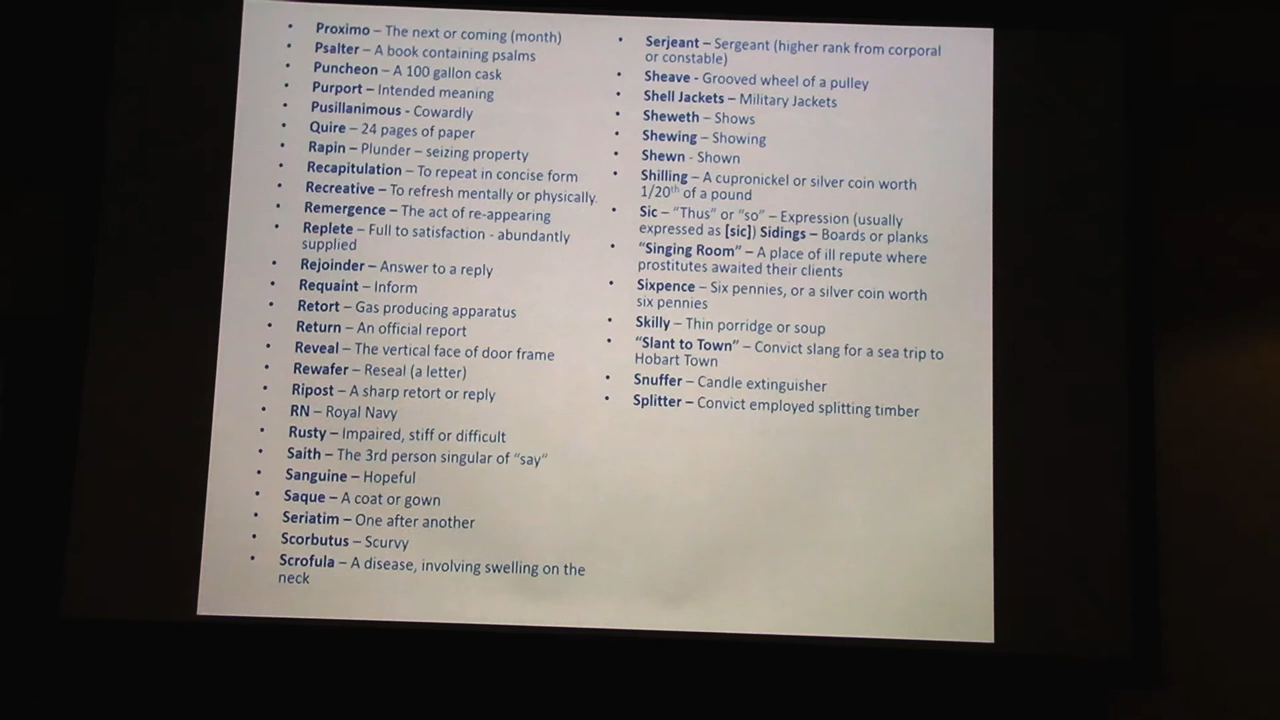 • Proximo – The next or coming (month)
• Psalter – A book containing psalms
• Puncheon – A 100 gallon cask
• Purport – Intended meaning
• Pusillanimous - Cowardly
• Quire – 24 pages of paper
• Rapin – Plunder – seizing property
• Recapitulation – To repeat in concise form
• Recreative – To refresh mentally or physically.
• Remergence – The act of re-appearing
• Replete – Full to satisfaction - abundantly
supplied
• Rejoinder – Answer to a reply
• Requaint – Inform
• Retort – Gas producing apparatus
• Return – An official report
• Reveal – The vertical face of door frame
• Rewafer – Reseal (a letter)
• Ripost – A sharp retort or reply
• RN – Royal Navy
• Rusty – Impaired, stiff or difficult
• Saith – The 3rd person singular of "say"
• Sanguine – Hopeful
• Saque – A coat or gown
• Seriatim – One after another
• Scorbutus – Scurvy
• Scrofula – A disease, involving swelling on the
neck
• Serjeant – Sergeant (higher rank from corporal
or constable)
• Sheave - Grooved wheel of a pulley
• Shell Jackets – Military Jackets
• Sheweth – Shows
• Shewing – Showing
• Shewn - Shown
• Shilling – A cupronickel or silver coin worth
1/20th of a pound
• Sic – "Thus" or "so" – Expression (usually
expressed as [sic]) Sidings – Boards or planks
• "Singing Room" – A place of ill repute where
prostitutes awaited their clients
• Sixpence – Six pennies, or a silver coin worth
six pennies
• Skilly – Thin porridge or soup
• "Slant to Town" – Convict slang for a sea trip to
Hobart Town
• Snuffer – Candle extinguisher
• Splitter – Convict employed splitting timber